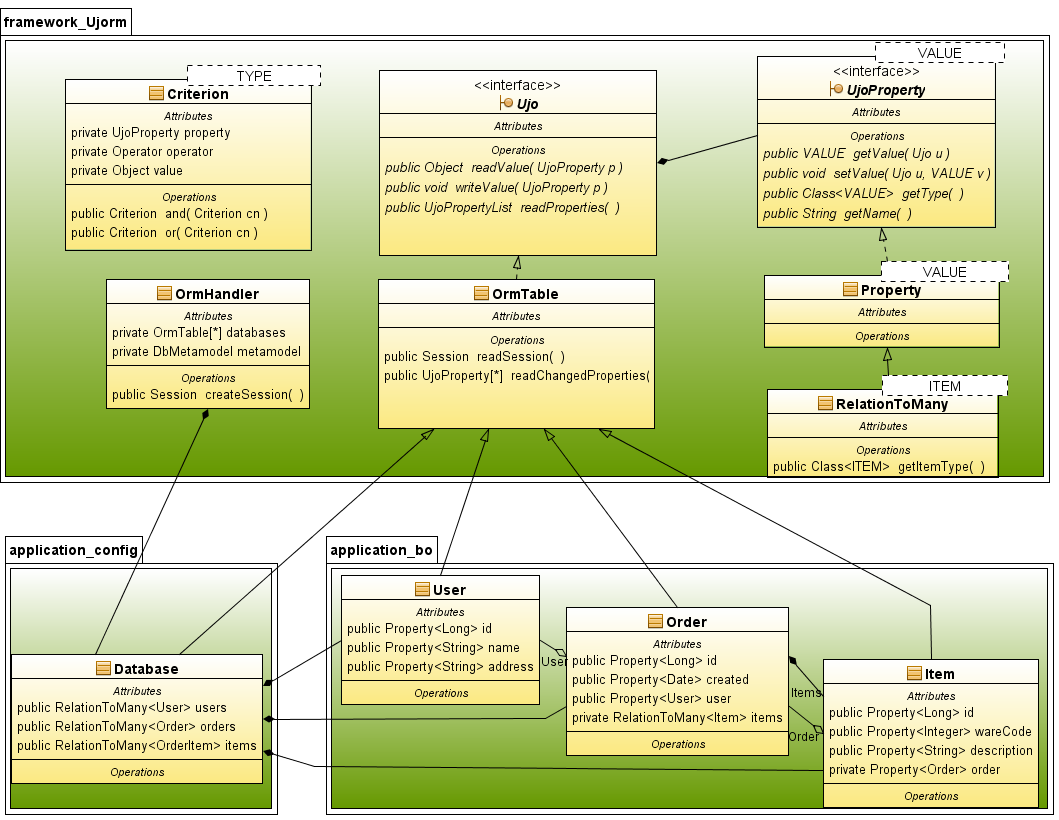 framework_Ujorm
TYPE
Criterion
Attributes
private UjoProperty property
private Operator operator
private Object value
Operations
public Criterion and( Criterion cn )
public Criterion or( Criterion cn )
<<interface>>
Ujo
Attributes
Operations
public Object readValue( UjoProperty p )
public void writeValue( UjoProperty p )
public UjoPropertyList readProperties( )
VALUE
<<interface>>
UjoProperty
Attributes
Operations
public VALUE getValue( Ujo u )
public void setValue( Ujo u, VALUE v )
public Class<VALUE> getType( )
public String getName( )
OrmHandler
Attributes
private OrmTable[*] databases
private DbMetamodel metamodel
Operations
public Session createSession( )
OrmTable
Attributes
Operations
public Session readSession( )
public UjoProperty[*] readChangedProperties(
VALUE
Property
Attributes
Operations
ITEM
RelationToMany
Attributes
Operations
public Class<ITEM> getItemType( )
application_config
Database
Attributes
public RelationToMany<User> users
public RelationToMany<Order> orders
public RelationToMany<OrderItem> items
Operations
application_bo
User
Attributes
public Property<Long> id
public Property<String> name
public Property<String> address
Operations
User
Order
Attributes
public Property<Long> id
public Property<Date> created
public Property<User> user
private RelationToMany<Item> items
Operations
Items
Order
Item
Attributes
public Property<Long> id
public Property<Integer> wareCode
public Property<String> description
private Property<Order> order
Operations